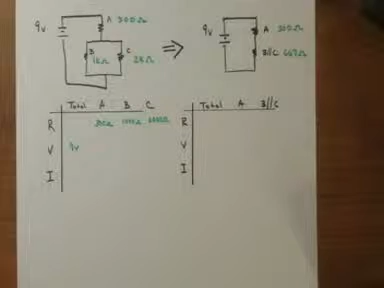 9v A 300Ω
B 1kΩ C 2kΩ
9v A 300Ω
B//C 667Ω
Total A B C
R 300Ω 1000Ω 2000Ω
V 9v
I
Total A B//C
R
V
I